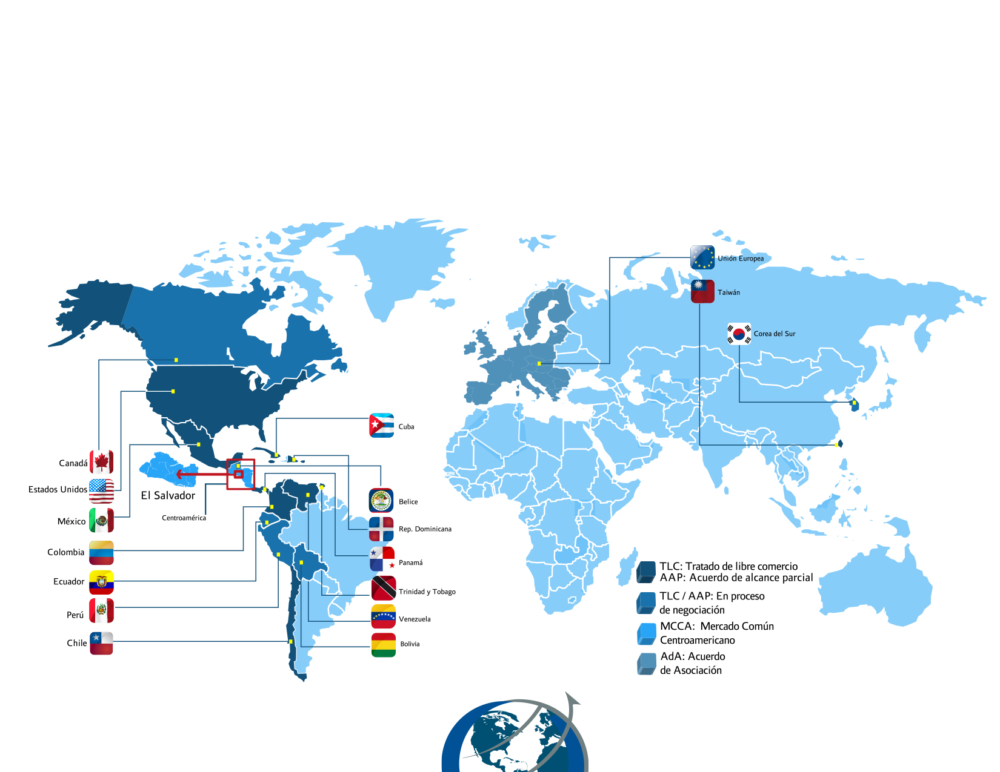 Unión Europea
Taiwán
Corea del Sur
Cuba
Canadá
Estados Unidos
El Salvador
Belice
México
Centroamérica
Rep. Dominicana
Colombia
Panamá
Ecuador
Trinidad y Tobago
Perú
Venezuela
Chile
Bolivia
TLC: Tratado de libre comercio
AAP: Acuerdo de alcance parcial
TLC / AAP: En proceso
de negociación
MCCA: Mercado Común
Centroamericano
AdA: Acuerdo
de Asociación